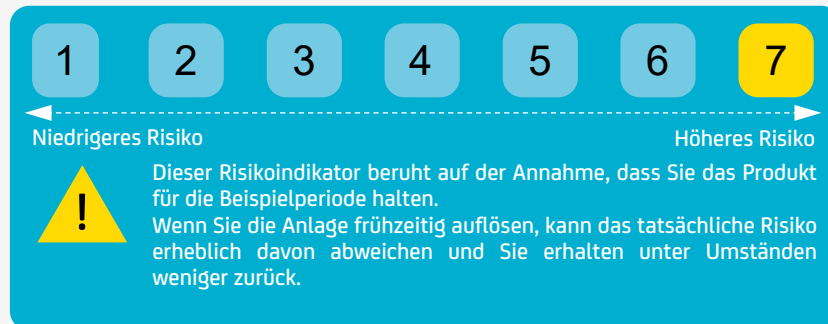 1 2 3 4 5 6 7
Niedrigeres Risiko Höheres Risiko
!
Dieser Risikoindikator beruht auf der Annahme, dass Sie das Produkt
für die Beispielperiode halten.
Wenn Sie die Anlage frühzeitig auflösen, kann das tatsächliche Risiko
erheblich davon abweichen und Sie erhalten unter Umständen
weniger zurück.